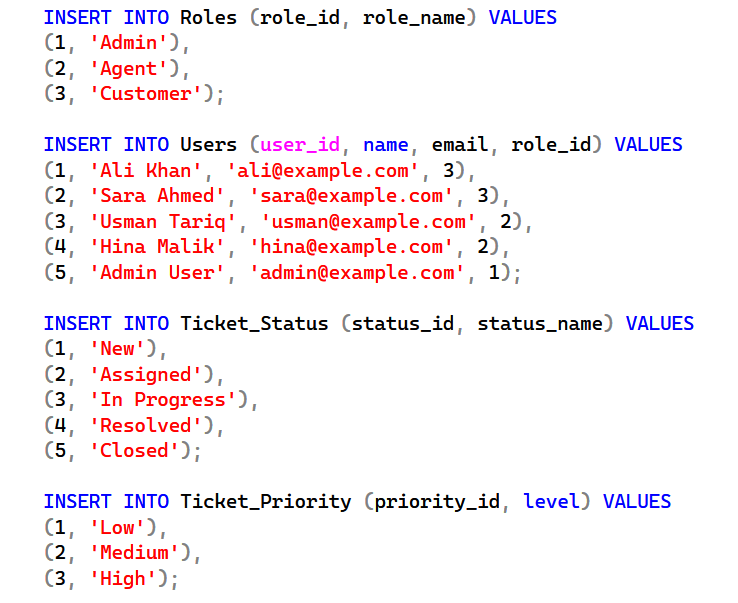 INSERT INTO Roles (role_id, role_name) VALUES
(1, 'Admin'),
(2, 'Agent'),
(3, 'Customer');
INSERT INTO Users (user_id, name, email, role_id) VALUES
(1, 'Ali Khan', 'ali@example.com', 3),
(2, 'Sara Ahmed', 'sara@example.com', 3),
(3, 'Usman Tariq', 'usman@example.com', 2),
(4, 'Hina Malik', 'hina@example.com', 2),
(5, 'Admin User', 'admin@example.com', 1);
INSERT INTO Ticket_Status (status_id, status_name) VALUES
(1, 'New'),
(2, 'Assigned'),
(3, 'In Progress'),
(4, 'Resolved'),
(5, 'Closed');
INSERT INTO Ticket_Priority (priority_id, level) VALUES
(1, 'Low'),
(2, 'Medium'),
(3, 'High');